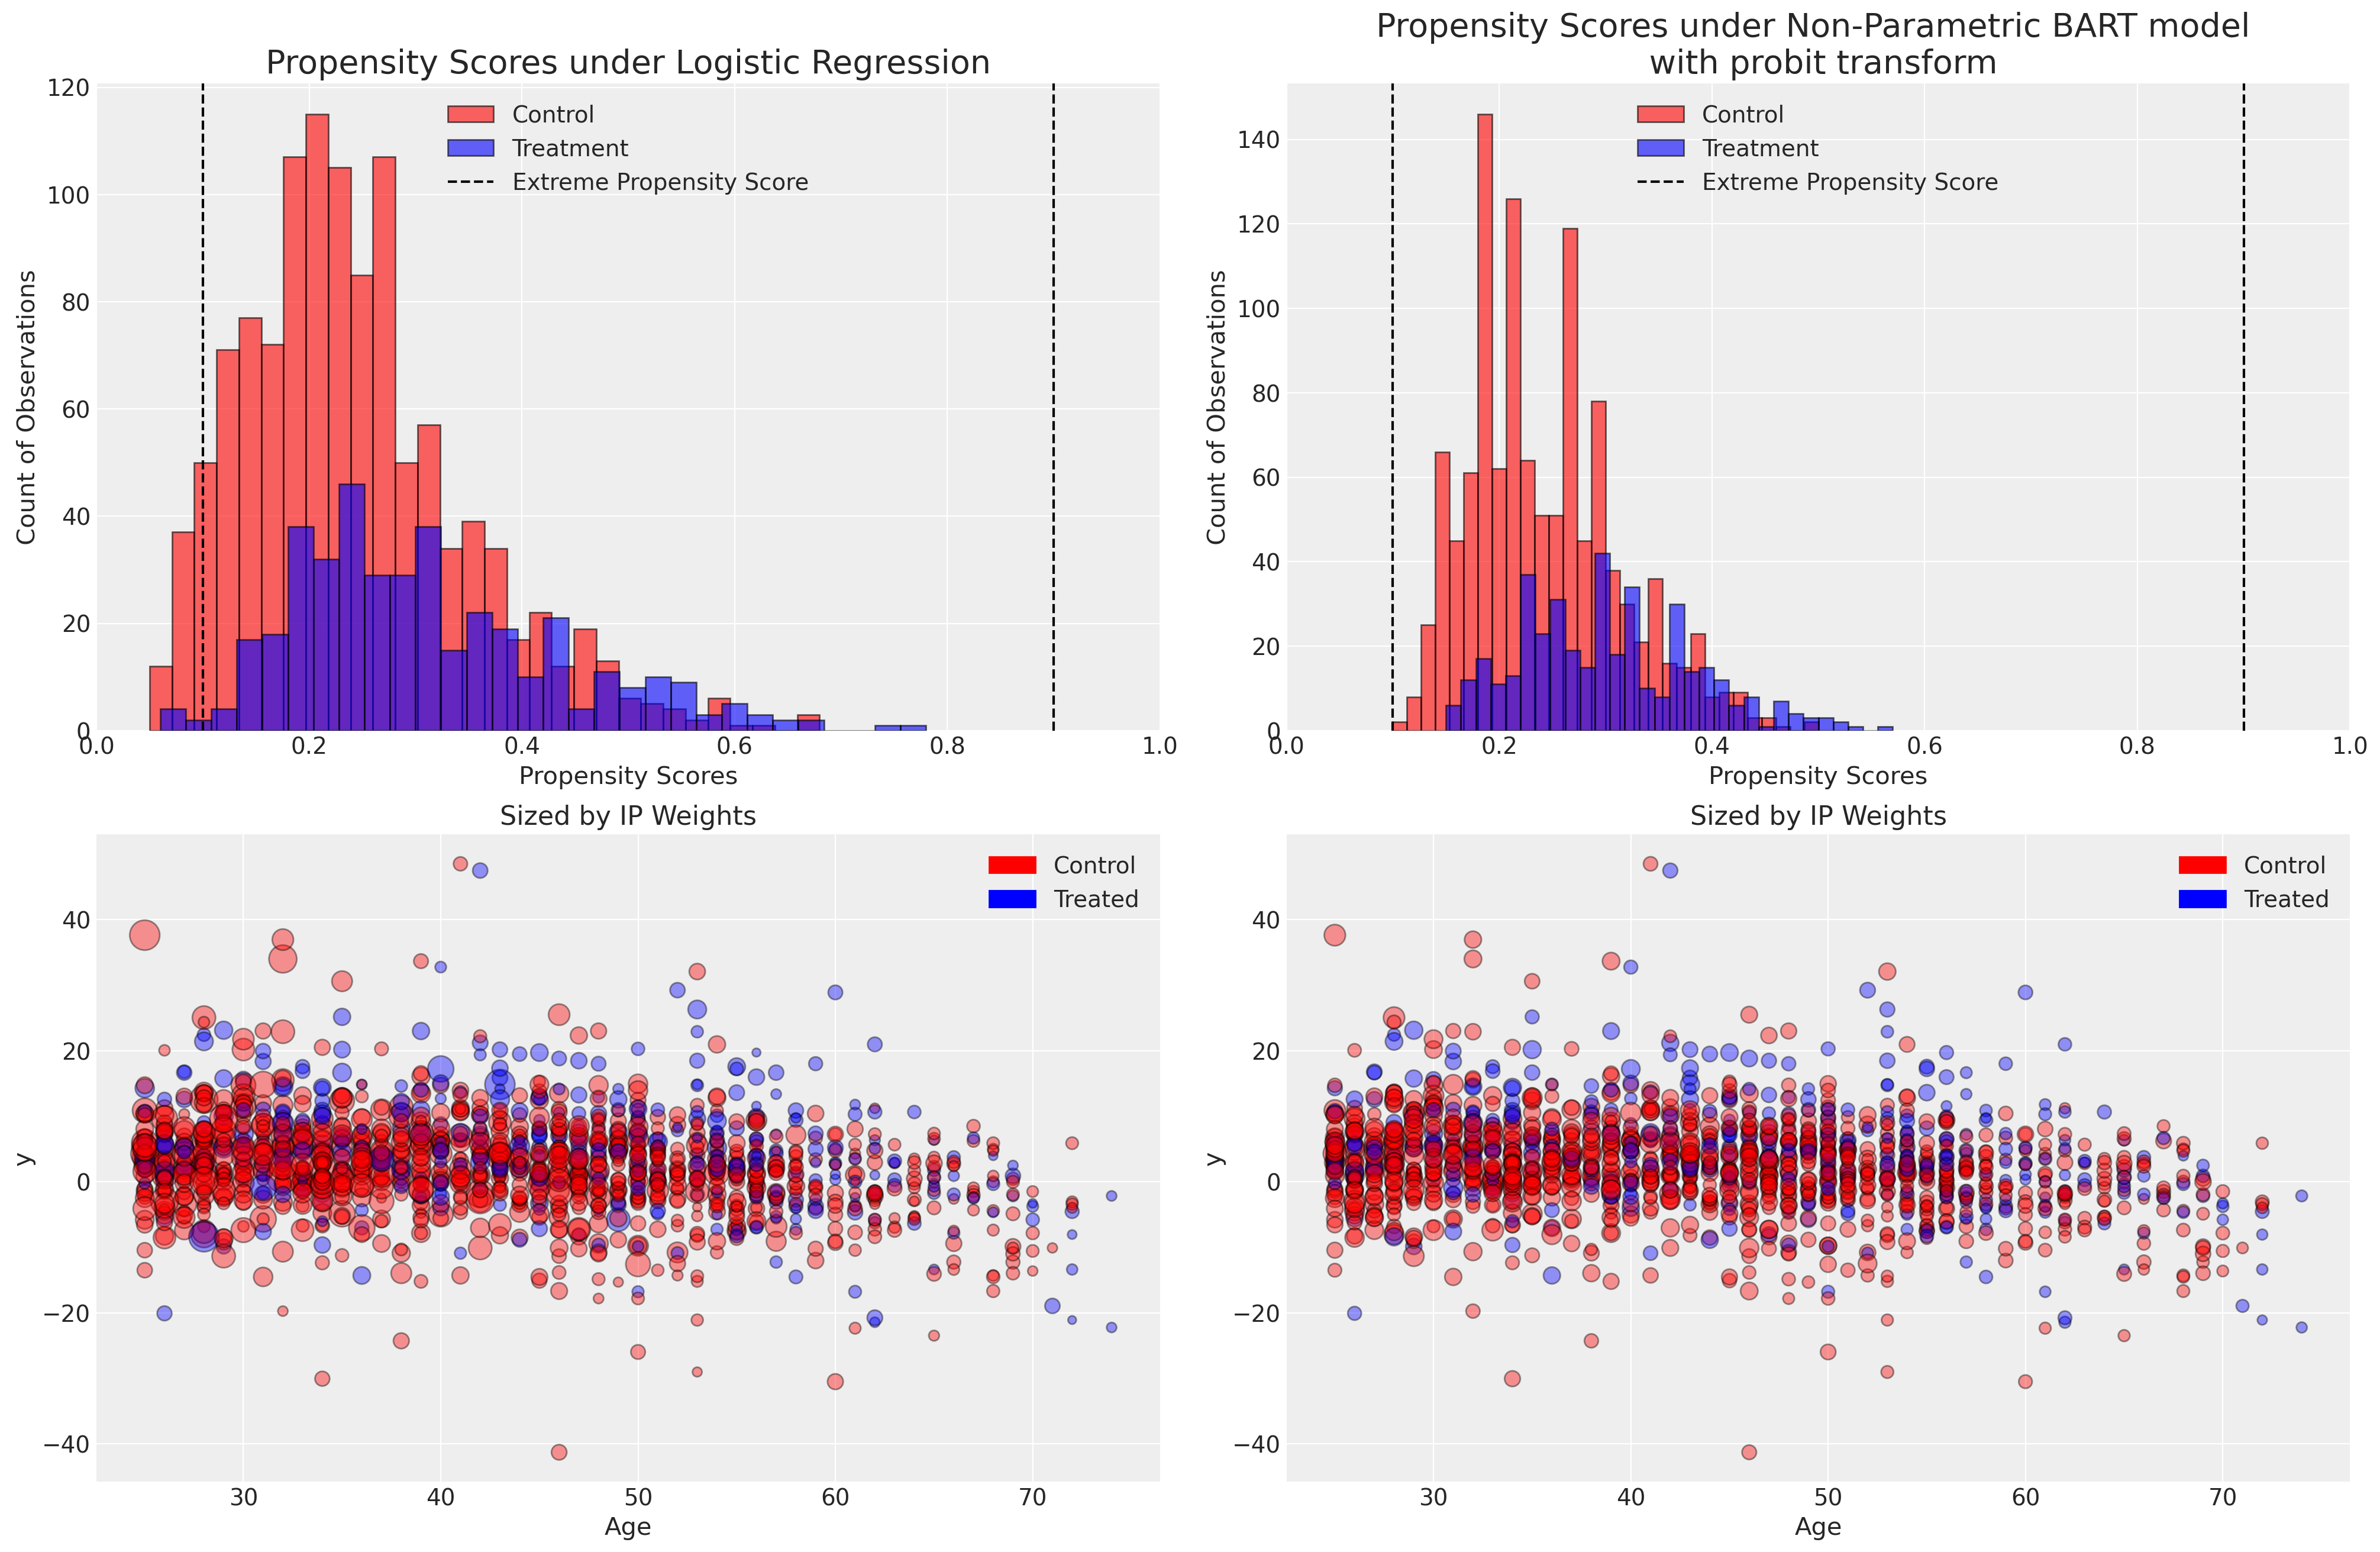 Propensity Scores under Logistic Regression
120
100
80
60
40
20
0
Count of Observations
Control
Treatment
Extreme Propensity Score
0.0 0.2 0.4 0.6 0.8 1.0
Propensity Scores
Propensity Scores under Non-Parametric BART model
with probit transform
140
120
100
80
60
40
20
0
Count of Observations
Control
Treatment
Extreme Propensity Score
0.0 0.2 0.4 0.6 0.8 1.0
Propensity Scores
Sized by IP Weights
Control
Treated
40
20
0
−20
−40
y
30 40 50 60 70
Age
Sized by IP Weights
Control
Treated
40
20
0
−20
−40
y
30 40 50 60 70
Age